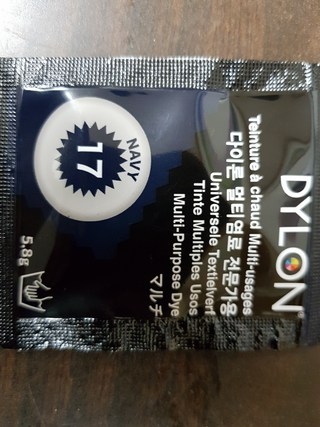 DYLON
Teinture à chaud Multi-usages
다이론 멀티염료 전문가용
Universele Textielverf
Tinte Multiples Usos
Multi-Purpose Dye
マルチ
NAVY
17
5.8g